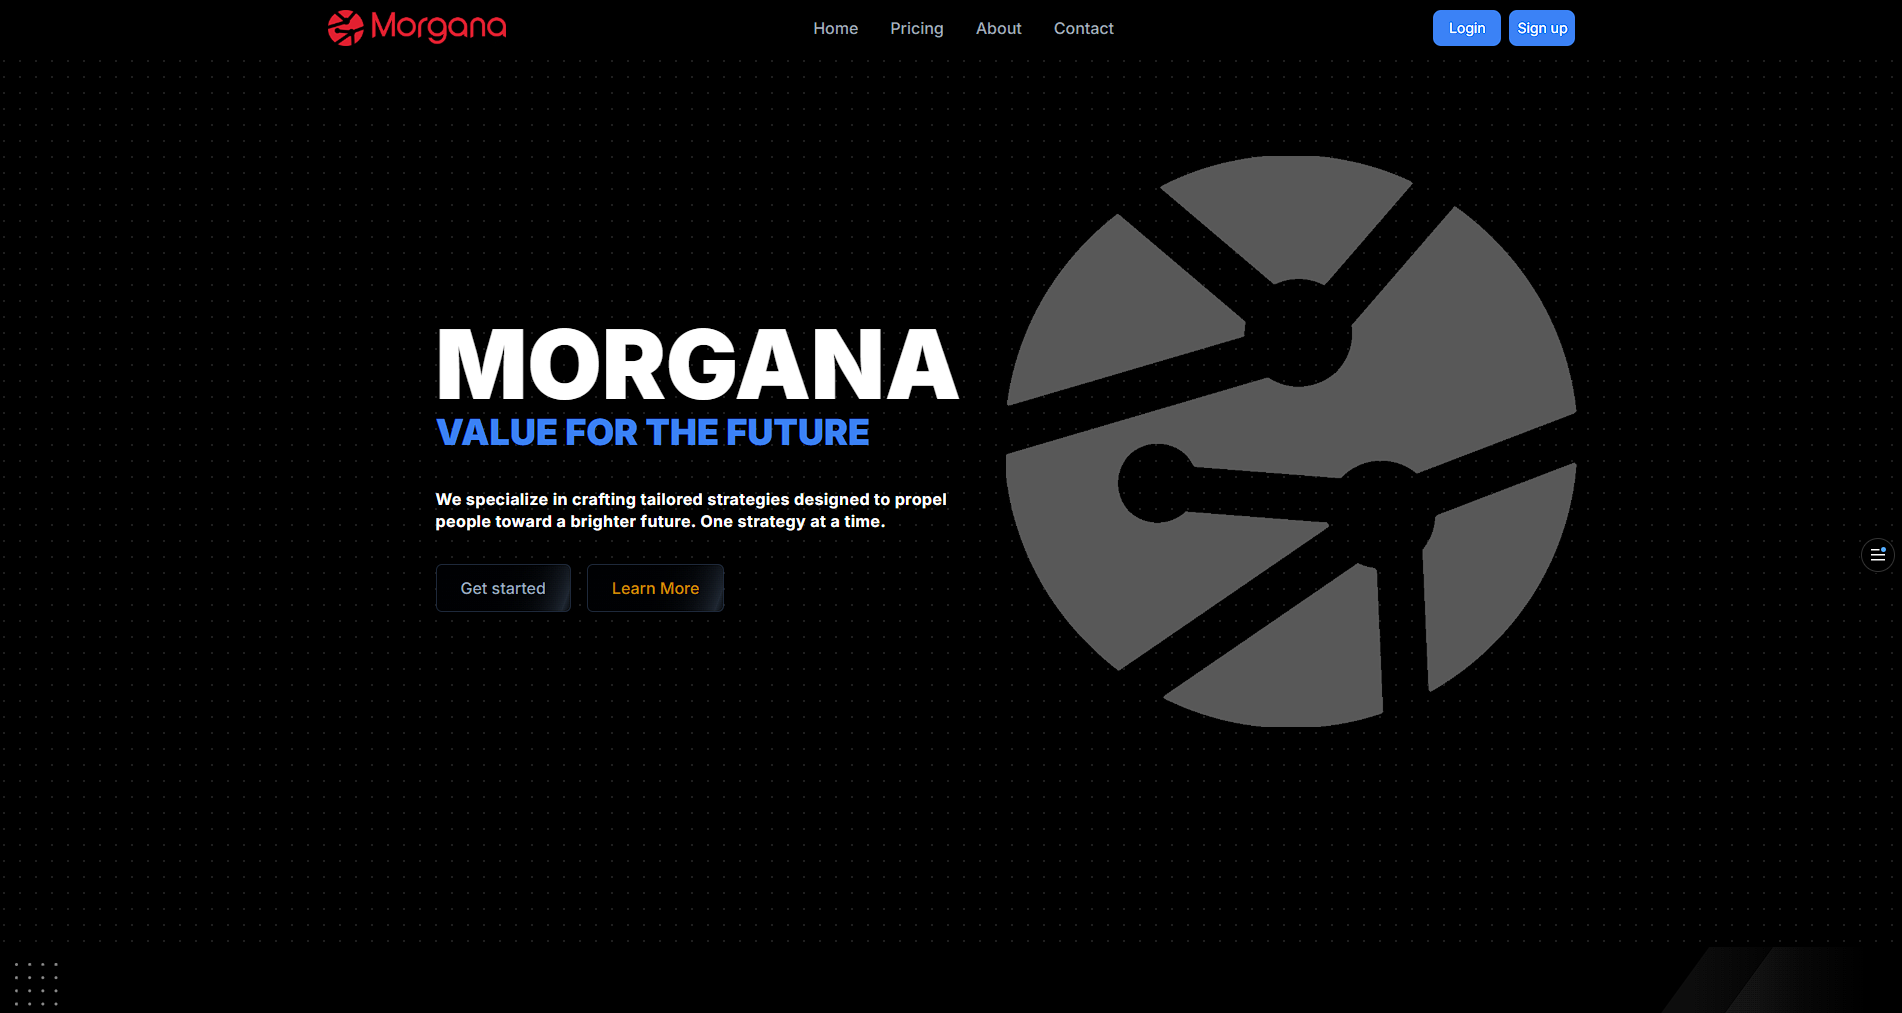 Morgana
Home Pricing About Contact
Login Sign up
MORGANA
VALUE FOR THE FUTURE
We specialize in crafting tailored strategies designed to propel
people toward a brighter future. One strategy at a time.
Get started Learn More